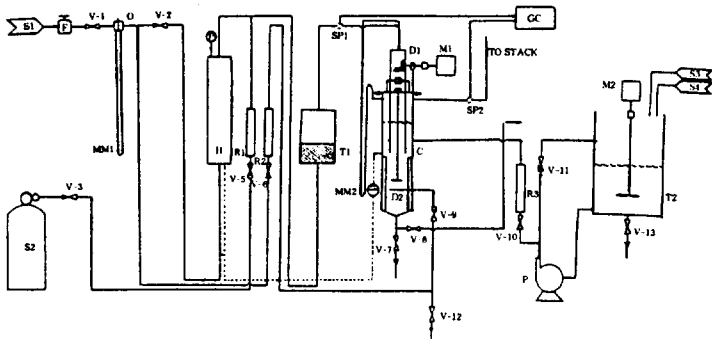 S1
F
V-1
O
V-2
SP1
GC
D1
M1
TO STACK
S3
S4
M2
SP2
MM1
H
R1
R2
T1
C
V-11
V-3
V-5
V-6
MM2
D2
R3
T2
V-9
S2
V-7
V-8
V-10
V-13
P
V-12